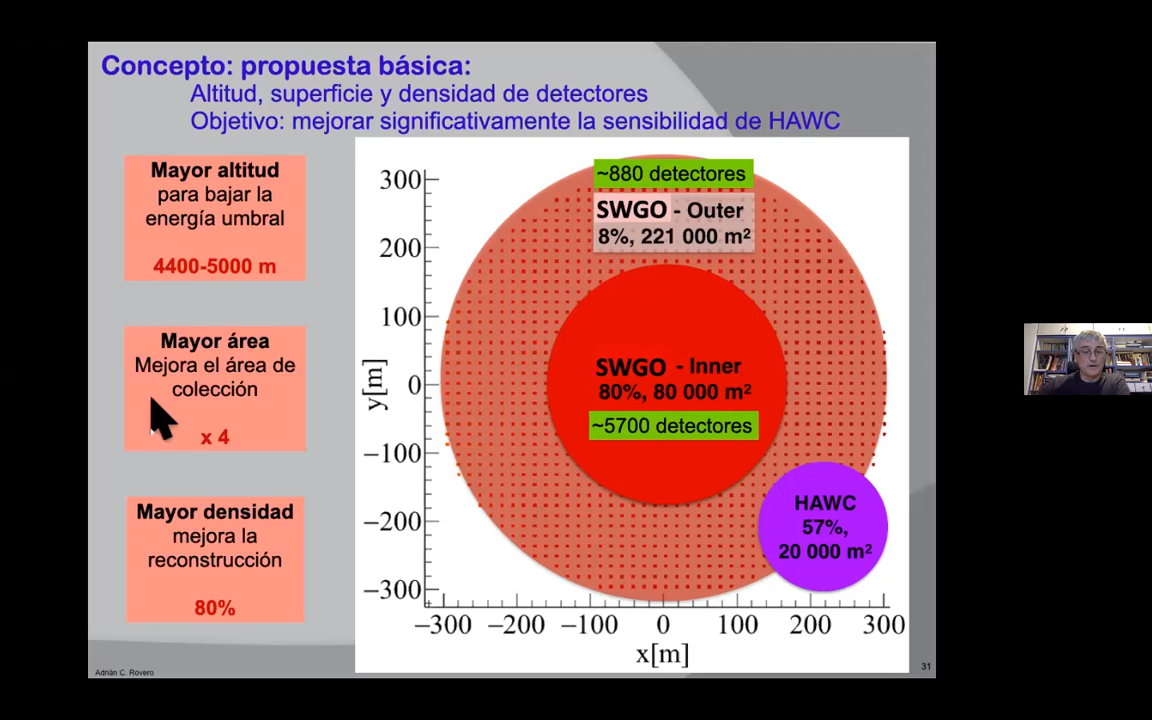 Concepto: propuesta básica:
Altitud, superficie y densidad de detectores
Objetivo: mejorar significativamente la sensibilidad de HAWC
Mayor altitud
para bajar la
energía umbral
4400-5000 m
Mayor área
Mejora el área de
colección
x 4
Mayor densidad
mejora la
reconstrucción
80%
~880 detectores
SWGO - Outer
8%, 221 000 m²
SWGO - Inner
80%, 80 000 m²
~5700 detectores
HAWC
57%,
20 000 m²
y[m]
300
200
100
0
−100
−200
−300
−300 −200 −100 0 100 200 300
x[m]
Adrián C. Rovero
31